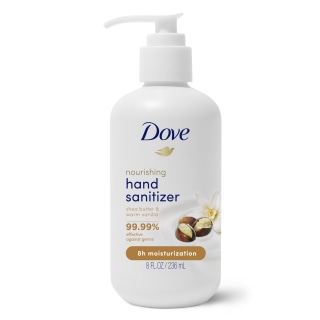 Dove
nourishing
hand
sanitizer
shea butter &
warm vanilla
99.99%
effective
against germs
8h moisturization
8 FL OZ / 236 mL